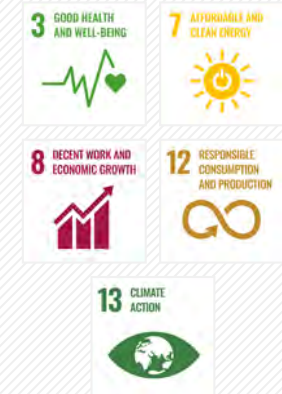 3 GOOD HEALTH
AND WELL-BEING
7 AFFORDABLE AND
CLEAN ENERGY
8 DECENT WORK AND
ECONOMIC GROWTH
12 RESPONSIBLE
CONSUMPTION
AND PRODUCTION
13 CLIMATE
ACTION